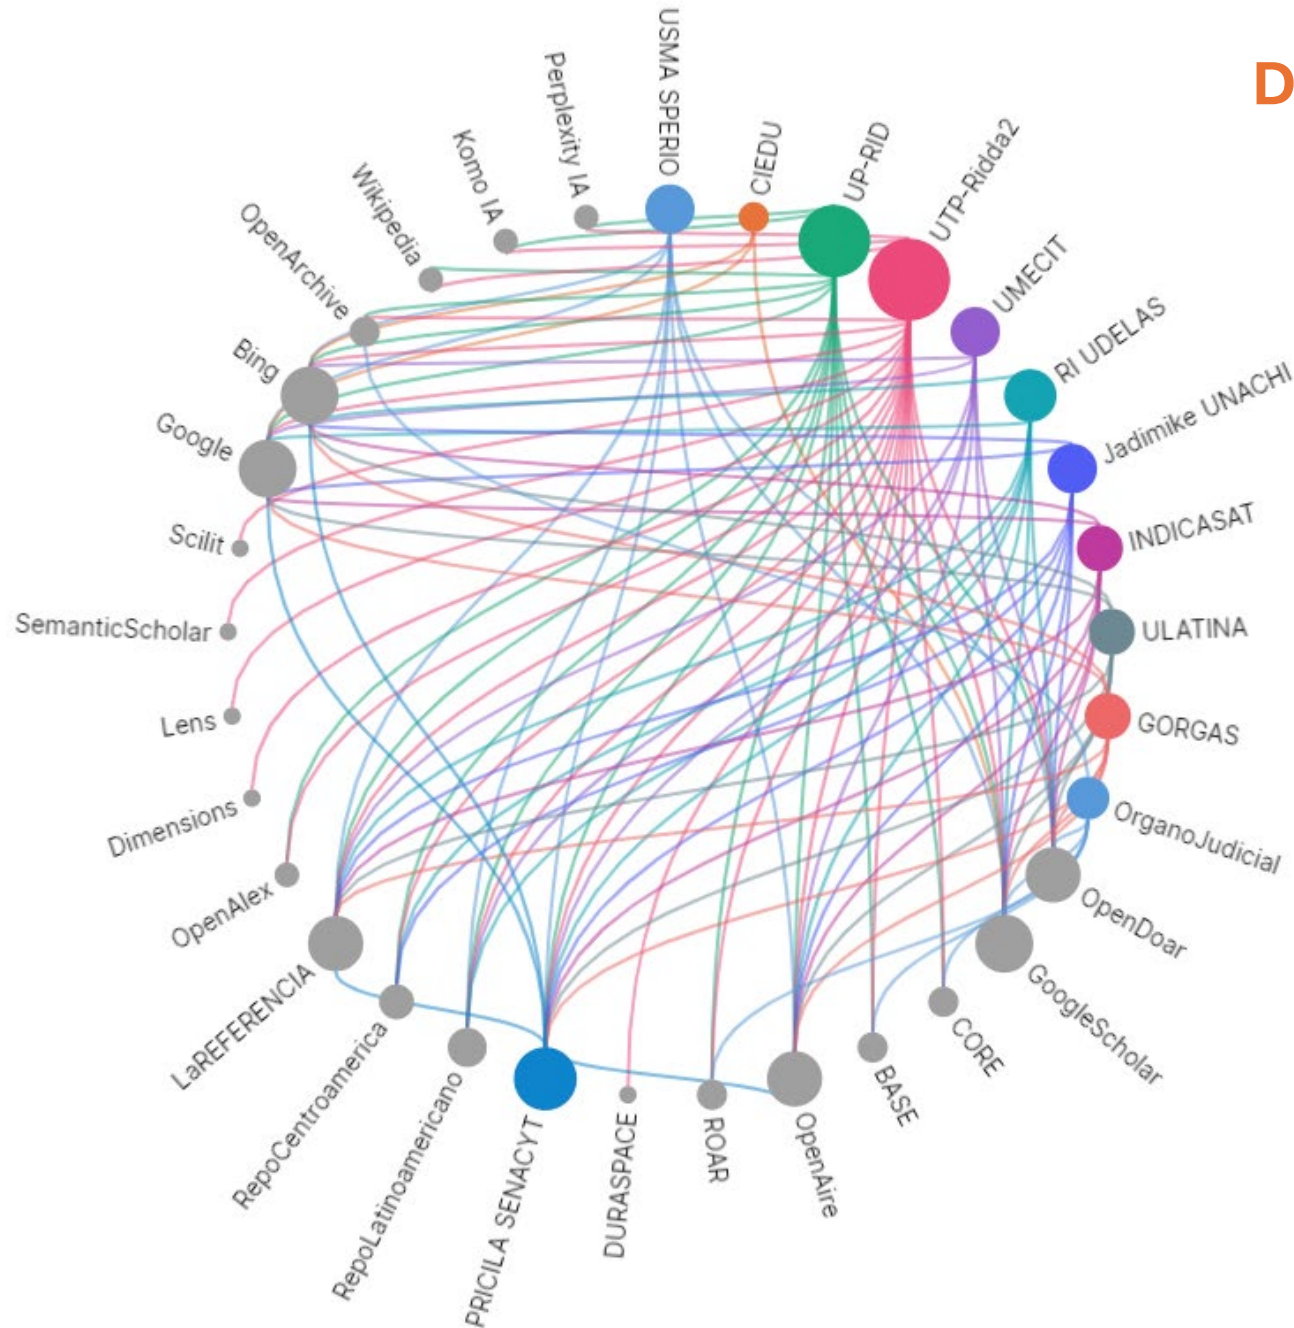 D
USMA SPERIO
CIEDU
UP-RID
UTP-Ridda2
UMECIT
RI UDELAS
Jadimike UNACHI
INDICASAT
ULATINA
GORGAS
OrganoJudicial
OpenDoar
GoogleScholar
CORE
BASE
OpenAire
ROAR
DURASPACE
PRICILA SENACYT
RepoLatinoamericano
RepoCentroamerica
LaREFERENCIA
OpenAlex
Dimensions
Lens
SemanticScholar
Scilit
Google
Bing
OpenArchive
Wikipedia
Komo IA
Perplexity IA